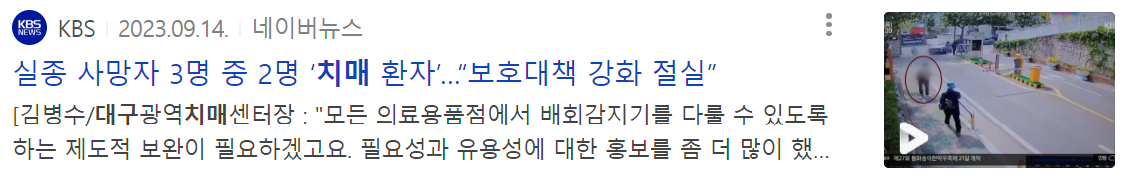 KBS
NEWS
KBS 2023.09.14. 네이버뉴스
실종 사망자 3명 중 2명 ‘치매 환자’…“보호대책 강화 절실”
[김병수/대구광역치매센터장 : "모든 의료용품점에서 배회감지기를 다룰 수 있도록
하는 제도적 보완이 필요하겠고요. 필요성과 유용성에 대한 홍보를 좀 더 많이 했...
KBS